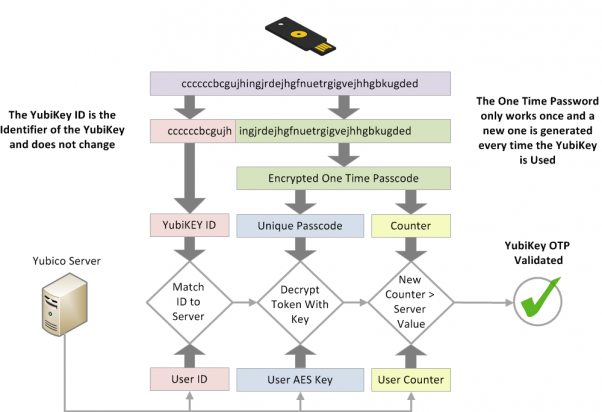 ccccccbcgujhingjrdejhgfnuetrgigvejhhgbkugded
The YubiKey ID is the
Identifier of the YubiKey
and does not change
ccccccbcgujh
ingjrdejhgfnuetrgigvejhhgbkugded
The One Time Password
only works once and a
new one is generated
every time the YubiKey
is Used
Encrypted One Time Passcode
YubiKEY ID
Unique Passcode
Counter
Yubico Server
YubiKey OTP
Validated
Match
ID to
Server
Decrypt
Token With
Key
New
Counter >
Server
Value
User ID
User AES Key
User Counter